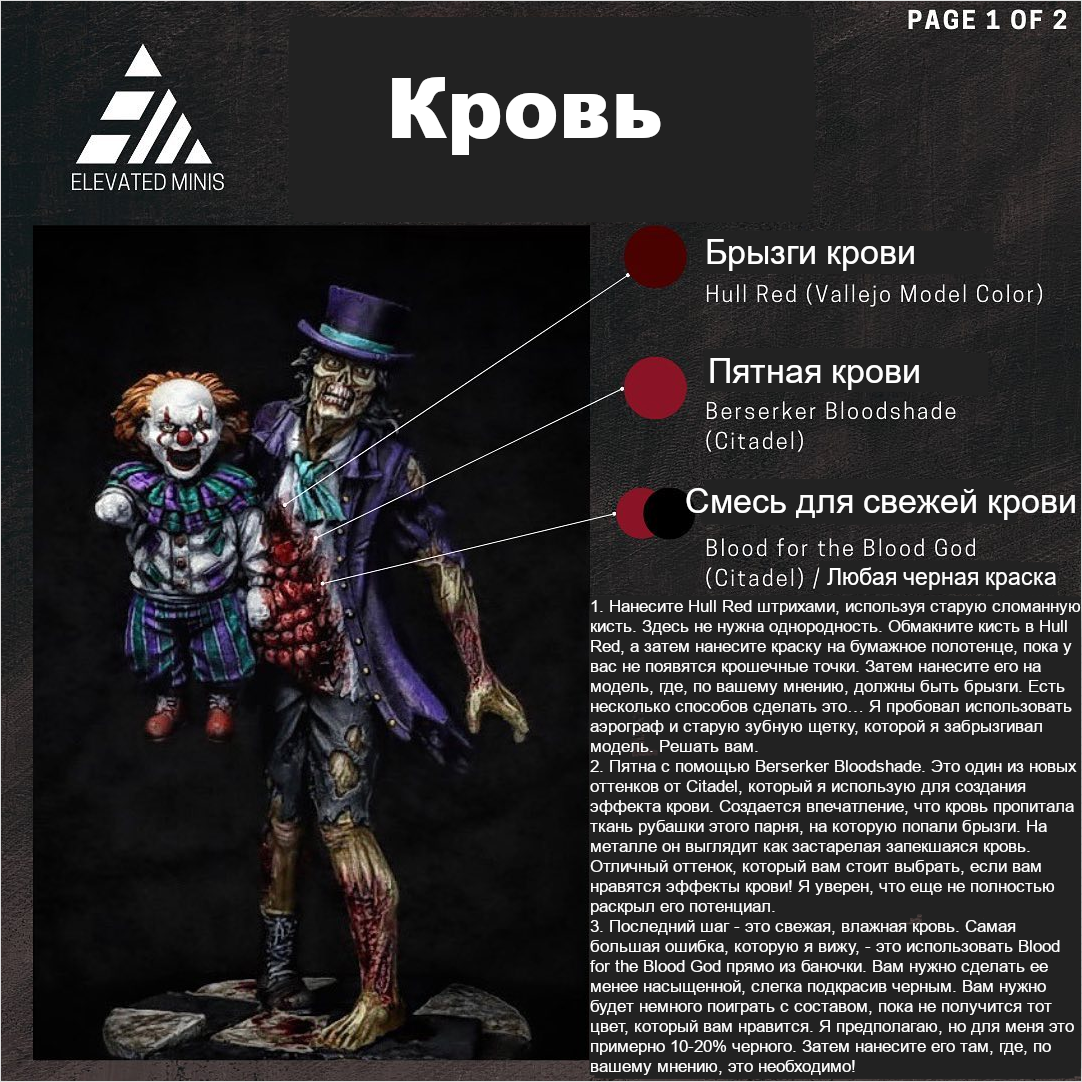 PAGE 1 OF 2
Кровь
ELEVATED MINIS
Брызги крови
Hull Red (Vallejo Model Color)
Пятная крови
Berserker Bloodshade
(Citadel)
Смесь для свежей крови
Blood for the Blood God
(Citadel) / Любая черная краска
1. Нанесите Hull Red штрихами, используя старую сломанную
кисть. Здесь не нужна однородность. Обмакните кисть в Hull
Red, а затем нанесите краску на бумажное полотенце, пока у
вас не появятся крошечные точки. Затем нанесите его на
модель, где, по вашему мнению, должны быть брызги. Есть
несколько способов сделать это… Я пробовал использовать
аэрограф и старую зубную щетку, которой я забрызгивал
модель. Решать вам.
2. Пятна с помощью Berserker Bloodshade. Это один из новых
оттенков от Citadel, который я использую для создания
эффекта крови. Создается впечатление, что кровь пропитала
ткань рубашки этого парня, на которую попали брызги. На
металле он выглядит как застарелая запекшаяся кровь.
Отличный оттенок, который вам стоит выбрать, если вам
нравятся эффекты крови! Я уверен, что еще не полностью
раскрыл его потенциал.
3. Последний шаг - это свежая, влажная кровь. Самая
большая ошибка, которую я вижу, - это использовать Blood
for the Blood God прямо из баночки. Вам нужно сделать ее
менее насыщенной, слегка подкрасив черным. Вам нужно
будет немного поиграть с составом, пока не получится тот
цвет, который вам нравится. Я предполагаю, но для меня это
примерно 10-20% черного. Затем нанесите его там, где, по
вашему мнению, это необходимо!